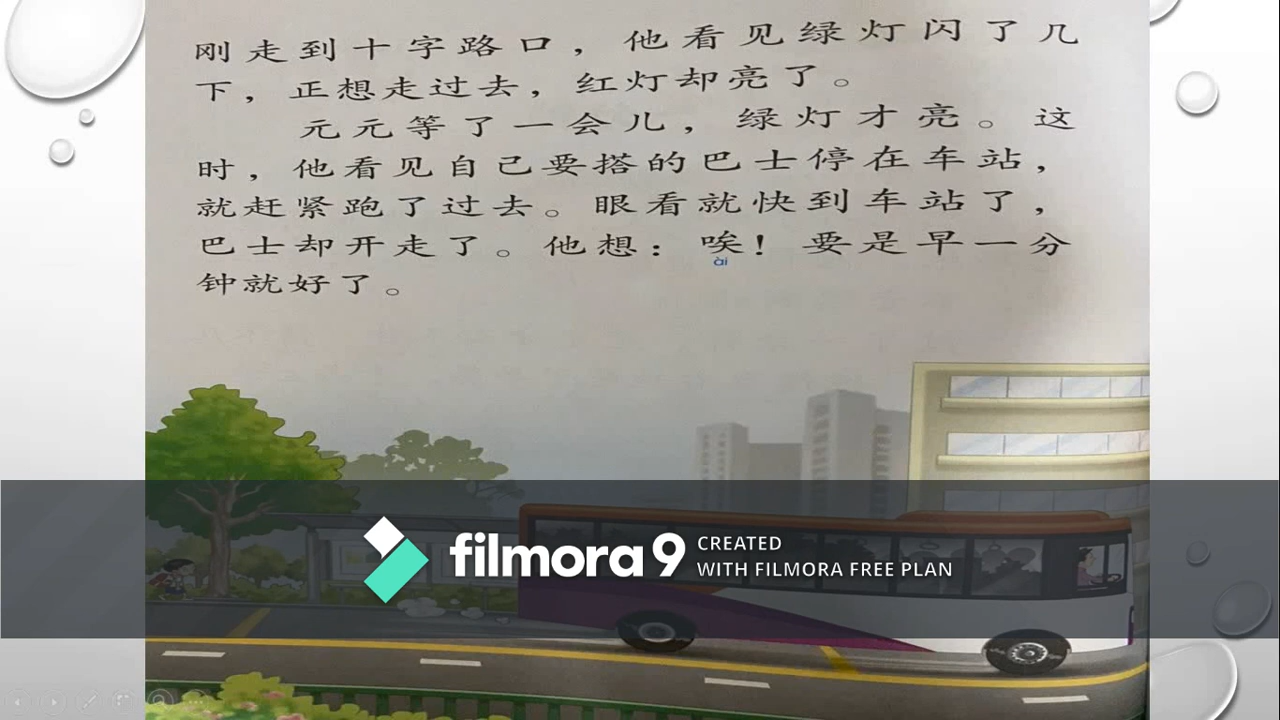 刚走到十字路口，他看见绿灯闪了几
下，正想走过去，红灯却亮了。
元元等了一会儿，绿灯才亮。这
时，他看见自己要搭的巴士停在车站，
就赶紧跑了过去。眼看就快到车站了，
巴士却开走了。他想：唉！要是早一分
ài
钟就好了。
filmora9 CREATED
WITH FILMORA FREE PLAN